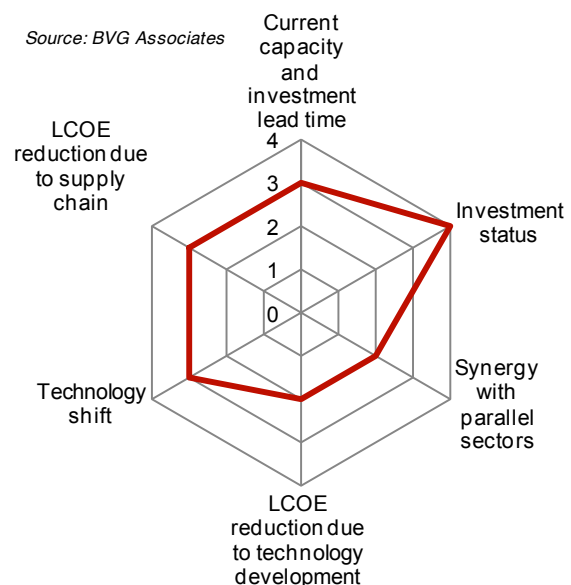 Source: BVG Associates
Current
capacity
and
investment
lead time
LCOE
reduction due
to supply
chain
4
3
2
1
0
Investment
status
Synergy
with
parallel
sectors
Technology
shift
LCOE
reduction due
to technology
development